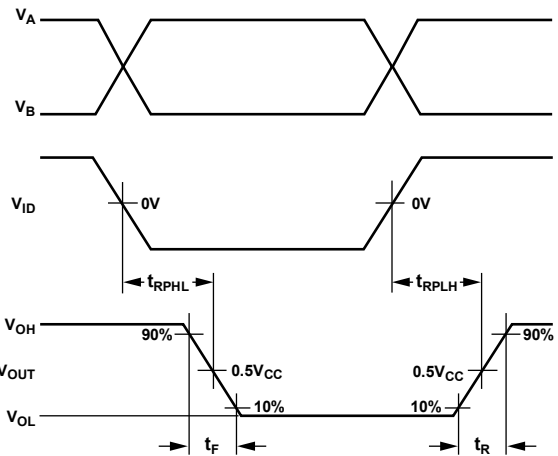 VA
VB
VID
0V
0V
tRPHL
tRPLH
VOH
90%
90%
VOUT
0.5VCC
0.5VCC
VOL
10%
10%
tF
tR